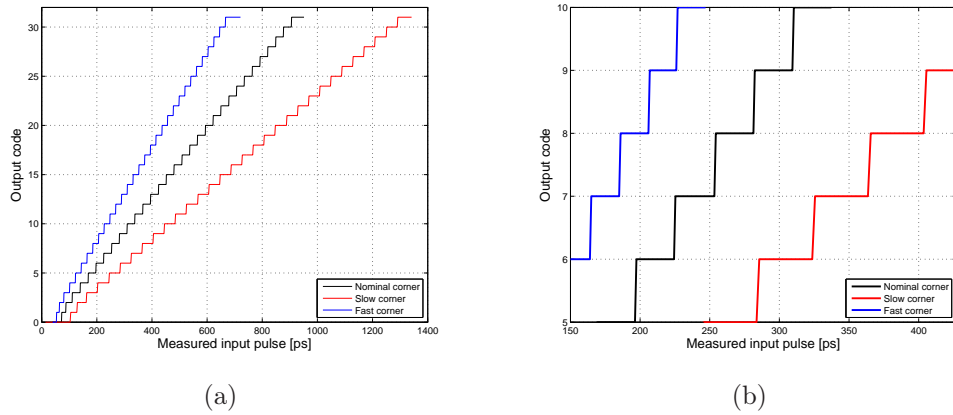 30
25
20
15
10
5
0
Output code
0
200
400
600
800
1000
1200
1400
Measured input pulse [ps]
Nominal corner
Slow corner
Fast corner
(a)
10
9
8
7
6
5
Output code
150
200
250
300
350
400
Measured input pulse [ps]
Nominal corner
Slow corner
Fast corner
(b)